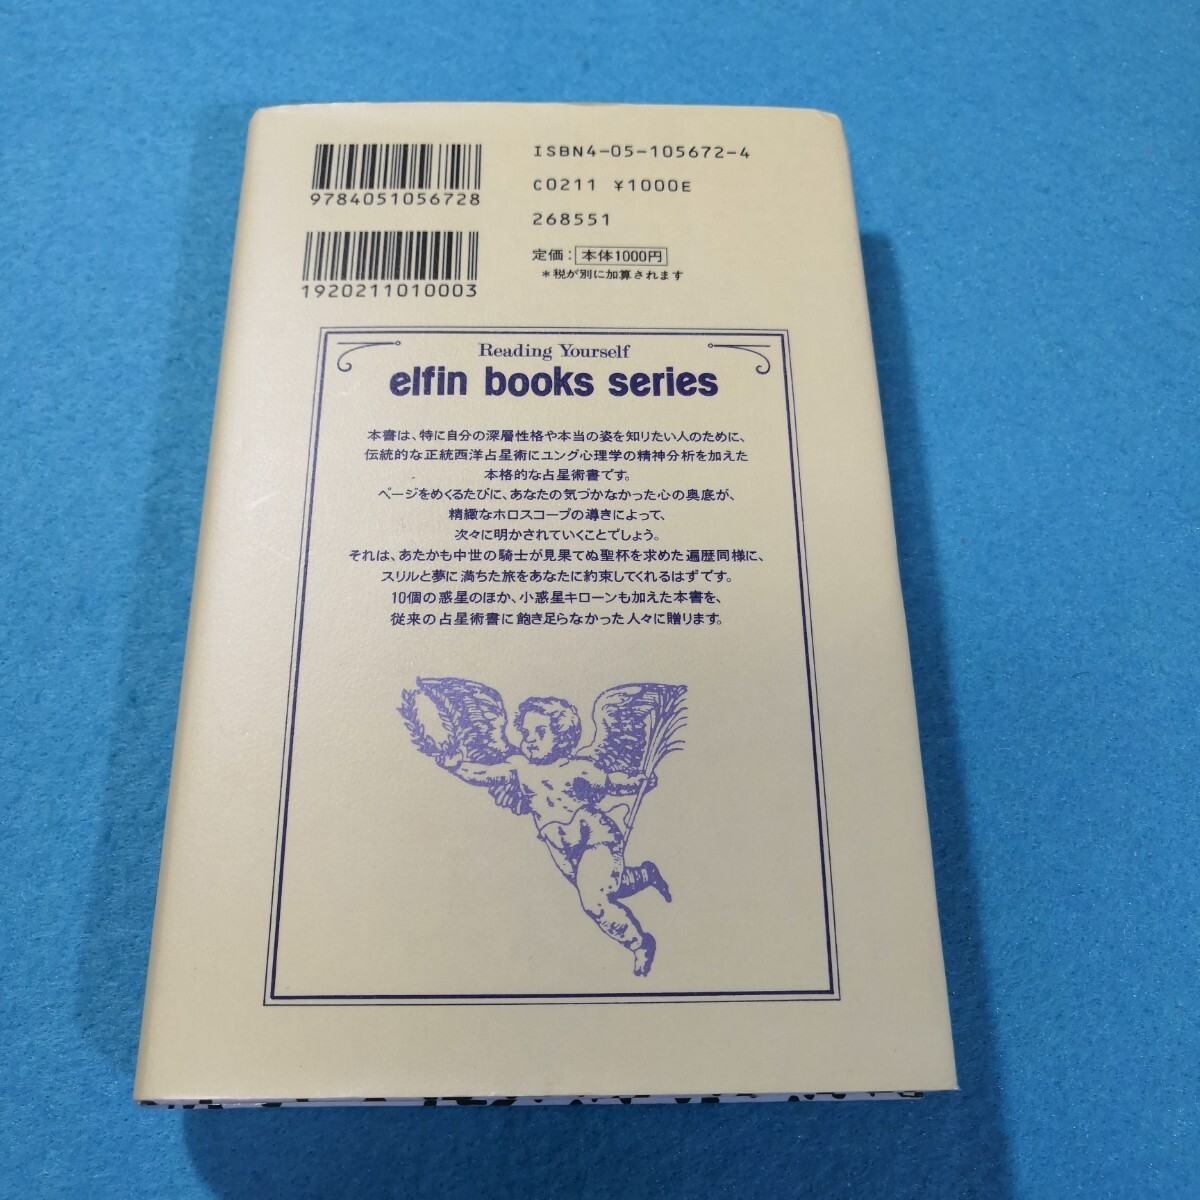 9784051056728
1920211010003
ISBN4-05-105672-4
C0211 ¥1000E
268551
定価：本体1000円
＊税が別に加算されます
Reading Yourself
elfin books series
本書は、特に自分の深層性格や本当の姿を知りたい人のために、
伝統的な正統西洋占星術にユング心理学の精神分析を加えた
本格的な占星術書です。
ページをめくるたびに、あなたの気づかなかった心の奥底が、
精緻なホロスコープの導きによって、
次々に明かされていくことでしょう。
それは、あたかも中世の騎士が見果てぬ聖杯を求めた遍歴同様に、
スリルと夢に満ちた旅をあなたに約束してくれるはずです。
10個の惑星のほか、小惑星キローンも加えた本書を、
従来の占星術書に飽き足らなかった人々に贈ります。